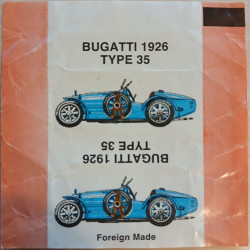 BUGATTI 1926
TYPE 35
BUGATTI 1926
TYPE 35
Foreign Made